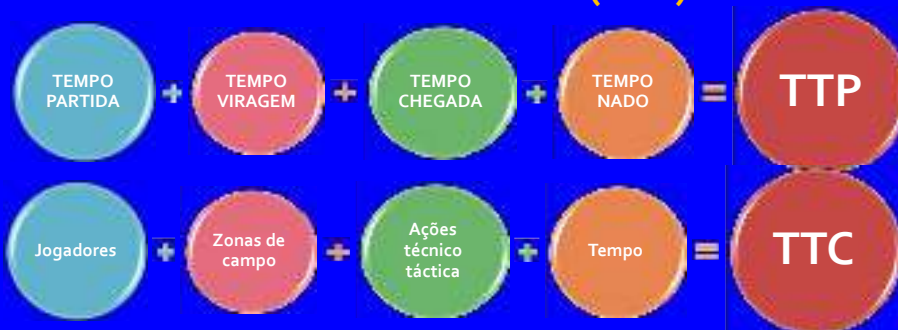 TEMPO
PARTIDA
+
TEMPO
VIRAGEM
+
TEMPO
CHEGADA
+
TEMPO
NADO
=
TTP
Jogadores
+
Zonas de
campo
+
Ações
técnico
táctica
+
Tempo
=
TTC